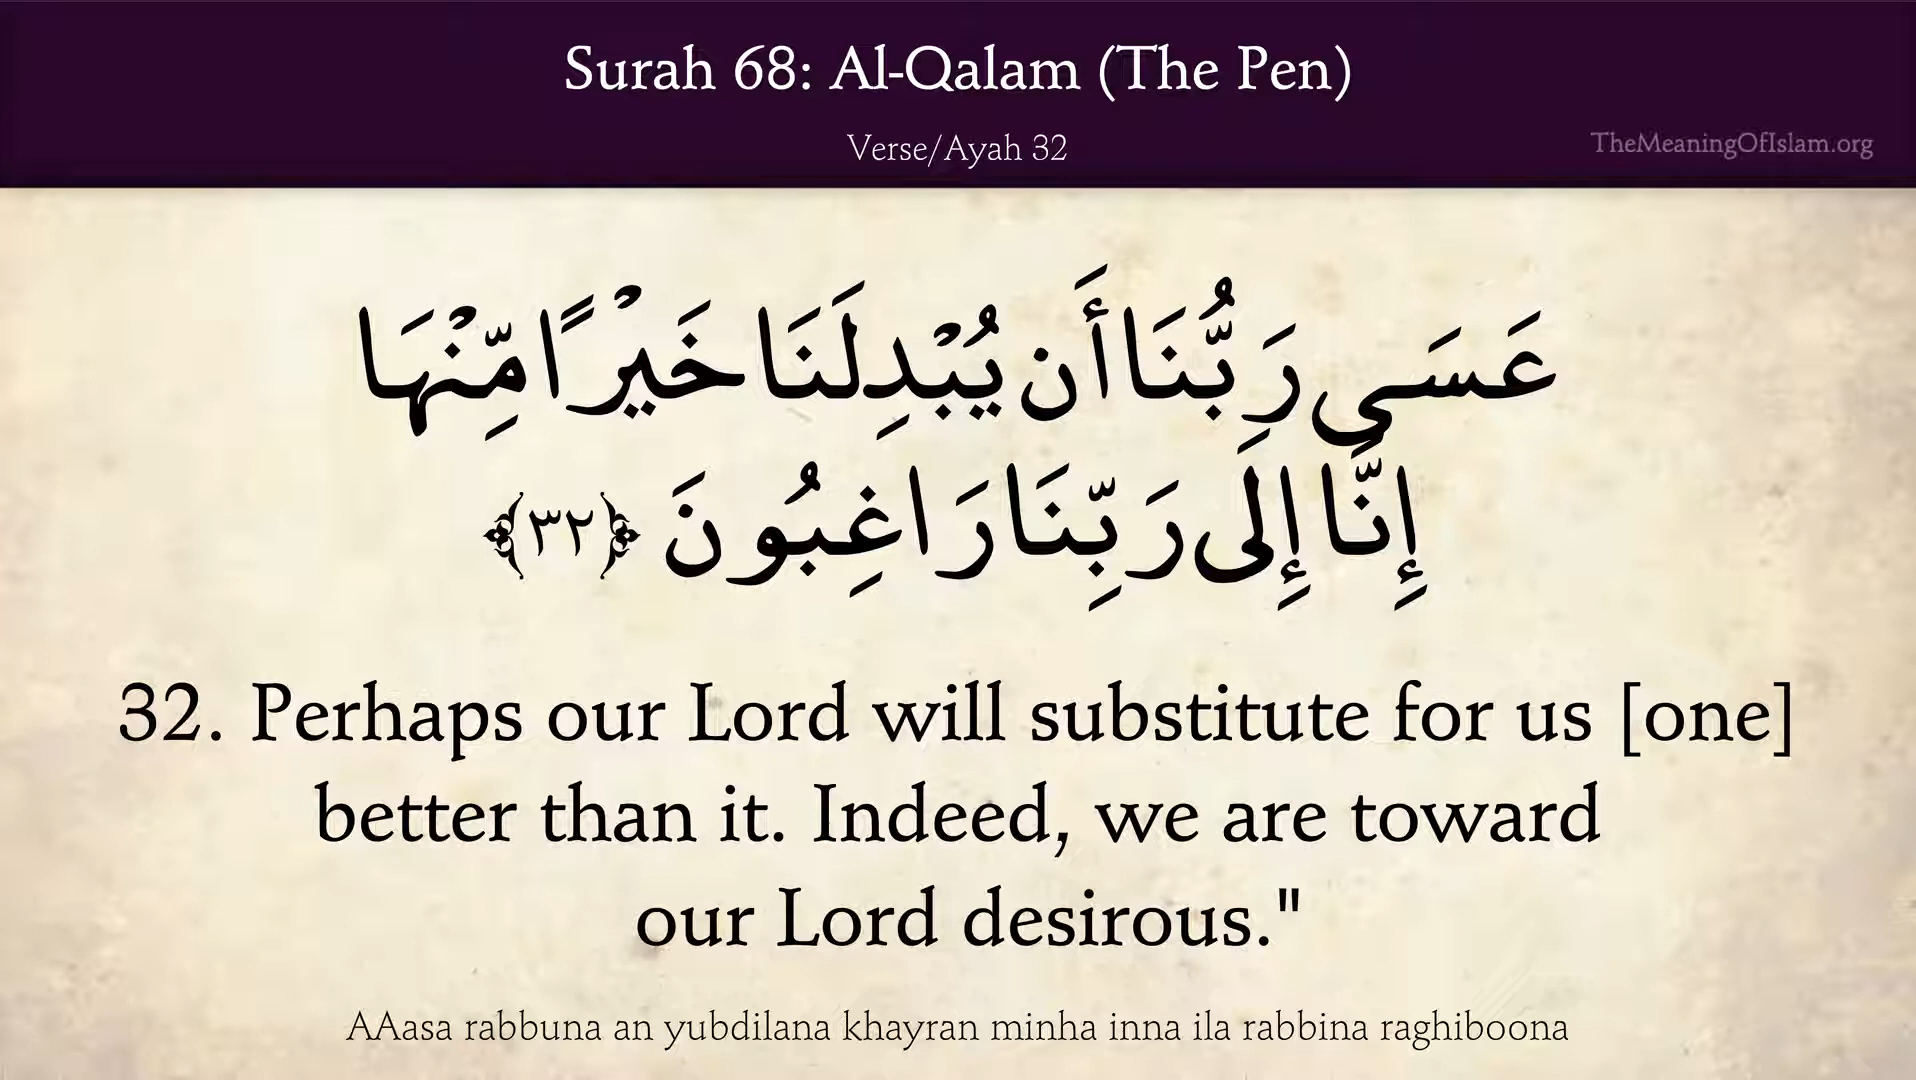 Surah 68: Al-Qalam (The Pen)
Verse/Ayah 32
TheMeaningOfIslam.org
عَسَى رَبُّنَا أَن يُبْدِلَنَا خَيْرًا مِّنْهَا
إِنَّا إِلَى رَبِّنَا رَاغِبُونَ ﴿٣٢﴾
32. Perhaps our Lord will substitute for us [one]
better than it. Indeed, we are toward
our Lord desirous."
AAasa rabbuna an yubdilana khayran minha inna ila rabbina raghiboona